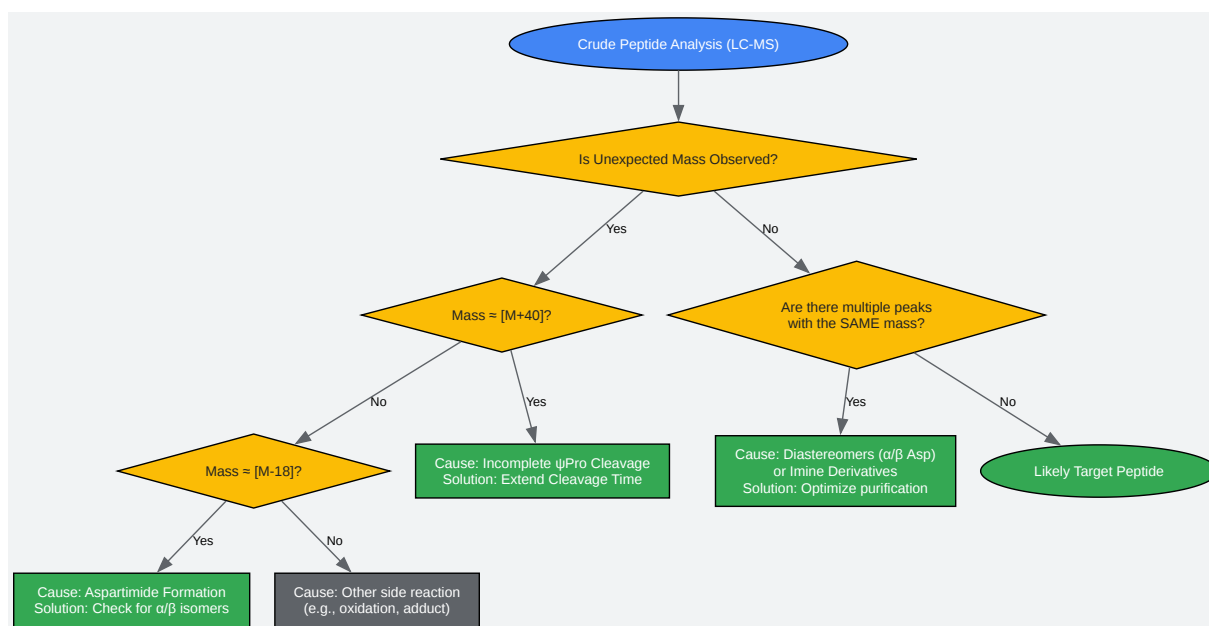 Crude Peptide Analysis (LC-MS)
Is Unexpected Mass Observed?
Yes
No
Mass ≈ [M+40]?
Are there multiple peaks
with the SAME mass?
No
Yes
Yes
No
Mass ≈ [M-18]?
Cause: Incomplete ψPro Cleavage
Solution: Extend Cleavage Time
Cause: Diastereomers (α/β Asp)
or Imine Derivatives
Solution: Optimize purification
Likely Target Peptide
Yes
No
Cause: Aspartimide Formation
Solution: Check for α/β isomers
Cause: Other side reaction
(e.g., oxidation, adduct)